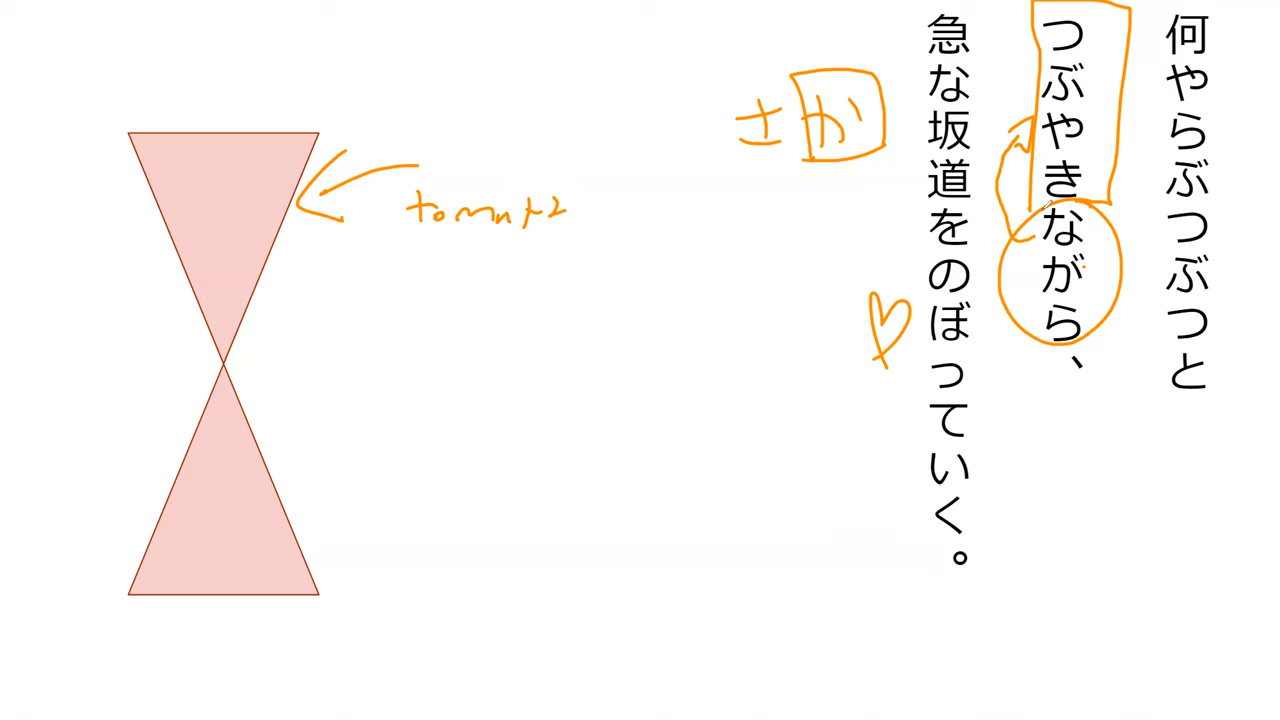 何やらぶつぶつと
つぶやきながら、
急な坂道をのぼっていく。
さか